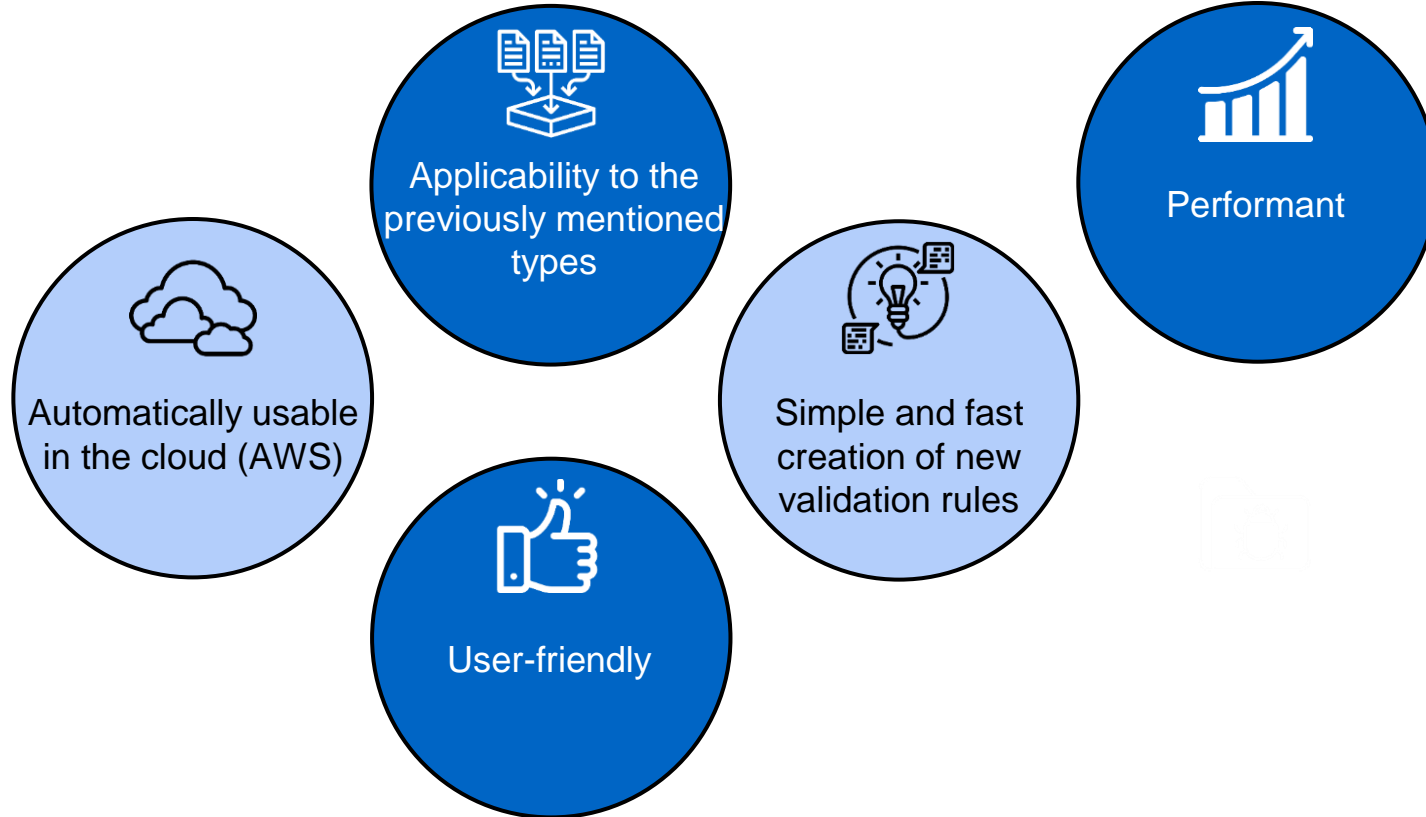 Applicability to the
previously mentioned
types
Performant
Automatically usable
in the cloud (AWS)
Simple and fast
creation of new
validation rules
User-friendly